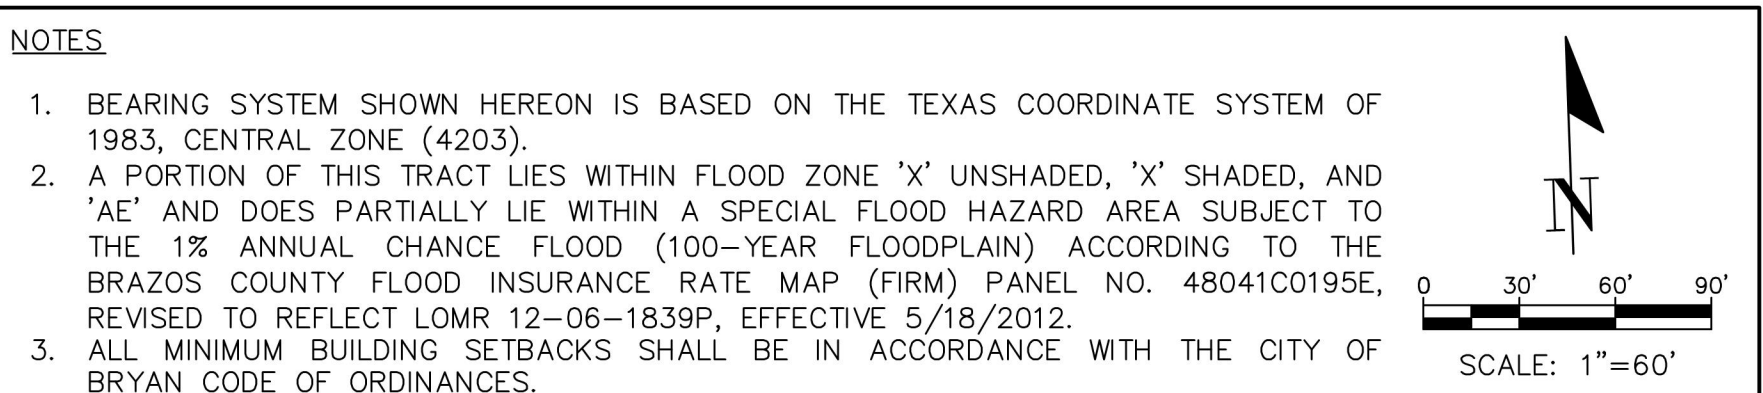 NOTES
1. BEARING SYSTEM SHOWN HEREON IS BASED ON THE TEXAS COORDINATE SYSTEM OF
1983, CENTRAL ZONE (4203).
2. A PORTION OF THIS TRACT LIES WITHIN FLOOD ZONE 'X' UNSHADED, 'X' SHADED, AND
'AE' AND DOES PARTIALLY LIE WITHIN A SPECIAL FLOOD HAZARD AREA SUBJECT TO
THE 1% ANNUAL CHANCE FLOOD (100-YEAR FLOODPLAIN) ACCORDING TO THE
BRAZOS COUNTY FLOOD INSURANCE RATE MAP (FIRM) PANEL NO. 48041C0195E,
REVISED TO REFLECT LOMR 12-06-1839P, EFFECTIVE 5/18/2012.
3. ALL MINIMUM BUILDING SETBACKS SHALL BE IN ACCORDANCE WITH THE CITY OF
BRYAN CODE OF ORDINANCES.
N
0 30' 60' 90'
SCALE: 1"=60'